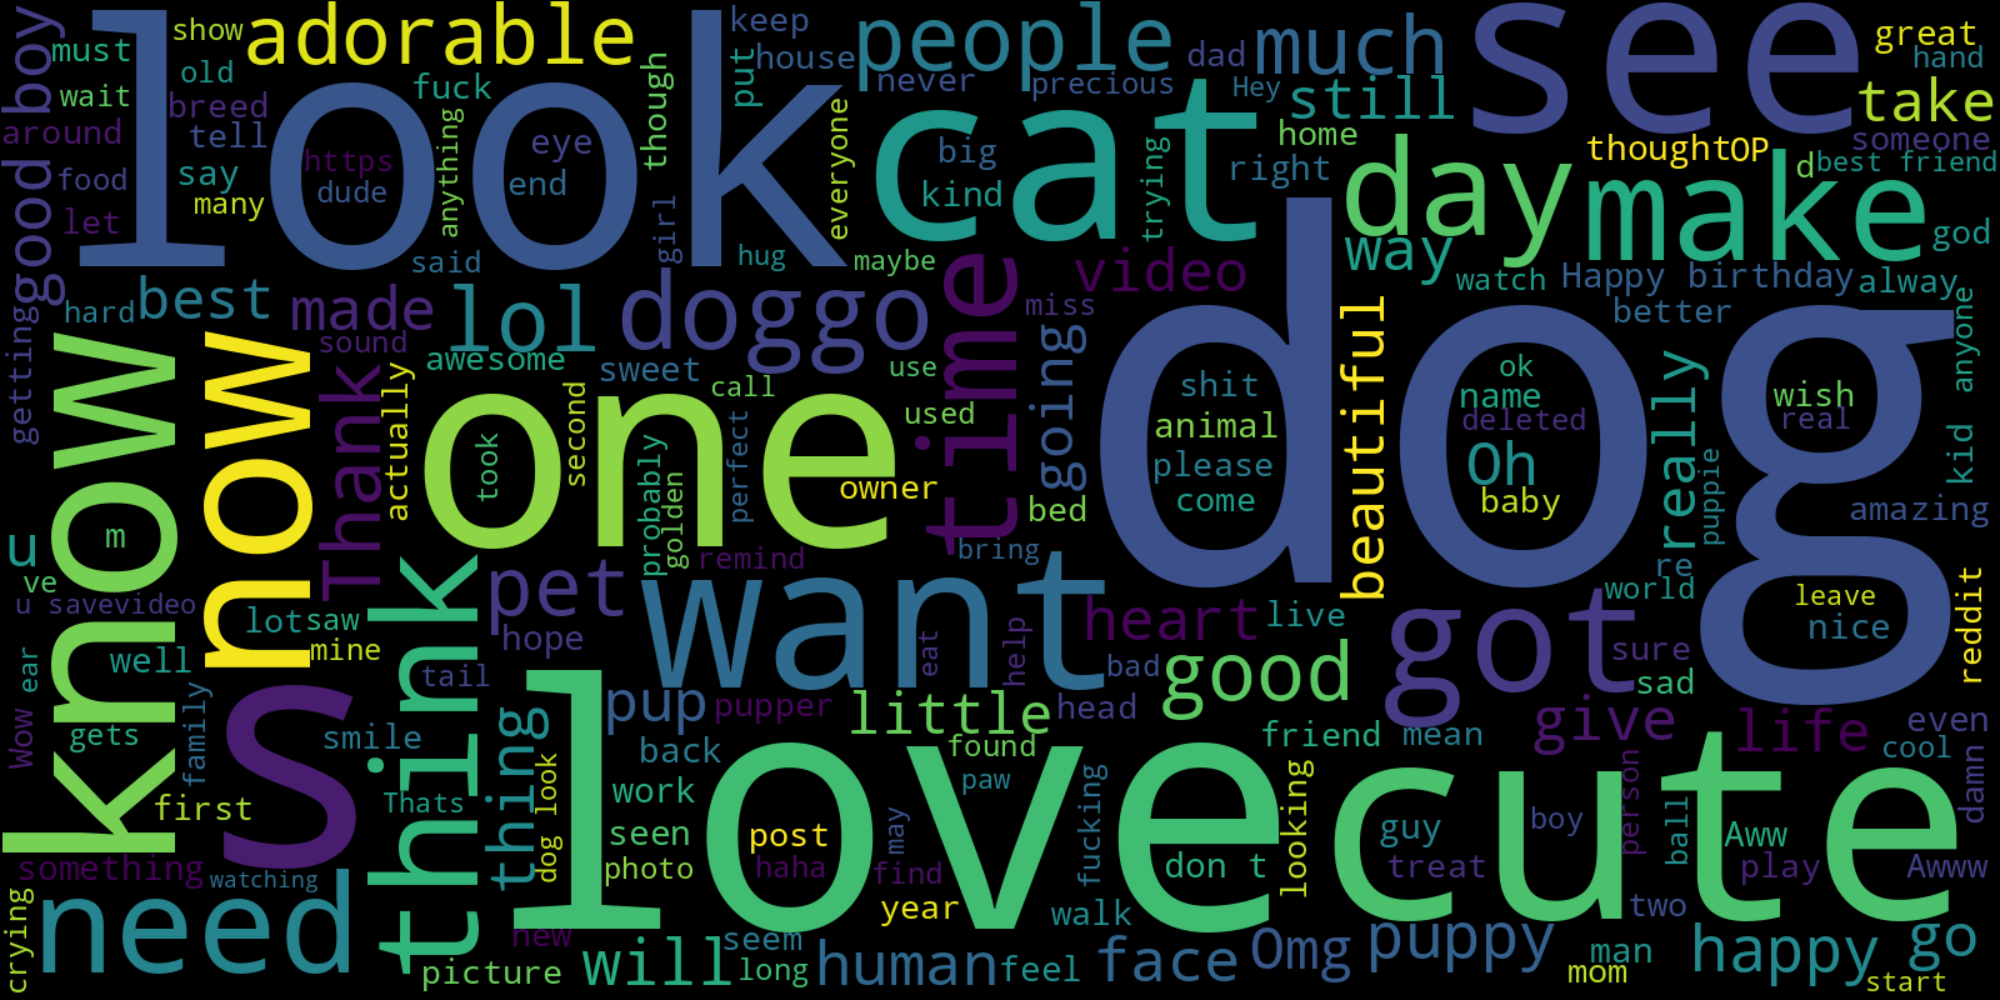 look
cat
see
dog
love
cute
one
know
now
s
want
need
think
time
day
make
got
adorable
people
much
take
still
way
good boy
best
made
lol
doggo
video
going
beautiful
really
Thank
pet
heart
good
little
pup
thing
will
human
face
Omg
puppy
happy
go
give
life
must
show
wait
old
breed
around
tell
food
say
let
many
https
dude
fuck
anything
eye
end
though
girl
keep
house
put
never
precious
dad
Hey
everyone
big
kind
trying
home
right
great
hand
someone
thought
OP
d
best friend
god
said
hug
maybe
miss
watch
Happy birthday
alway
better
anyone
hard
getting
sound
awesome
sweet
call
use
used
actually
second
took
probably
golden
perfect
owner
remind
bring
bed
shit
animal
please
come
ok
name
deleted
Oh
baby
puppie
wish
real
kid
amazing
re
world
leave
nice
reddit
u
m
ve
u savevideo
lot
saw
mine
well
ear
Wow
gets
family
smile
first
Thats
tail
hope
eat
help
live
bad
sure
sad
pupper
head
back
found
friend
mean
even
cool
damn
work
paw
dog look
seen
photo
post
haha
may
find
fucking
year
walk
don t
looking
guy
treat
boy
person
ball
Aww
play
Awww
two
something
watching
crying
new
picture
seem
long
feel
man
mom
start